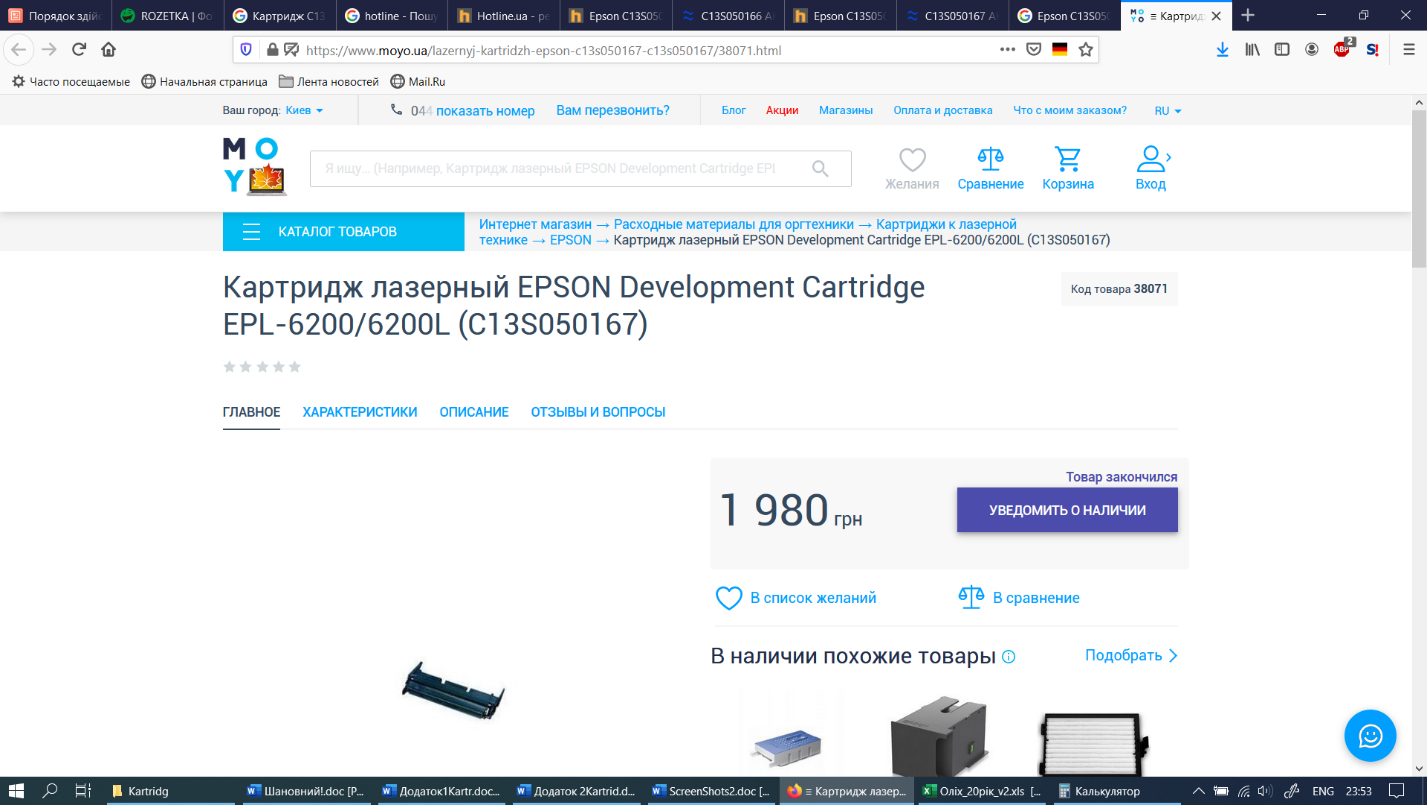 Порядок здійс
ROZETKA | Фо
Картридж C13
hotline - Пошу
Hotline.ua - ре
Epson C13S050
C13S050166 А
Epson C13S05
C13S050167 А
Epson C13S050
≡ Картрид
https://www.moyo.ua/lazernyj-kartridzh-epson-c13s050167-c13s050167/38071.html
ABP 2 S!
Часто посещаемые Начальная страница Лента новостей Mail.Ru
Ваш город: Киев 044 показать номер Вам перезвонить? Блог Акции Магазины Оплата и доставка Что с моим заказом? RU
MOY
Я ищу... (Например, Картридж лазерный EPSON Development Cartridge EPL
Желания Сравнение Корзина Вход
КАТАЛОГ ТОВАРОВ
Интернет магазин → Расходные материалы для оргтехники → Картриджи к лазерной
технике → EPSON → Картридж лазерный EPSON Development Cartridge EPL-6200/6200L (C13S050167)
Картридж лазерный EPSON Development Cartridge
EPL-6200/6200L (C13S050167)
Код товара 38071
ГЛАВНОЕ ХАРАКТЕРИСТИКИ ОПИСАНИЕ ОТЗЫВЫ И ВОПРОСЫ
Товар закончился
1 980 грн
УВЕДОМИТЬ О НАЛИЧИИ
В список желаний В сравнение
В наличии похожие товары Подобрать
Kartridg Шановний!.doc [Р... Додаток1Kartr.doc... Додаток 2Kartrid.d... ScreenShots2.doc [... ≡ Картридж лазер... Оліх_20рік_v2.xls [... Калькулятор ENG 23:53